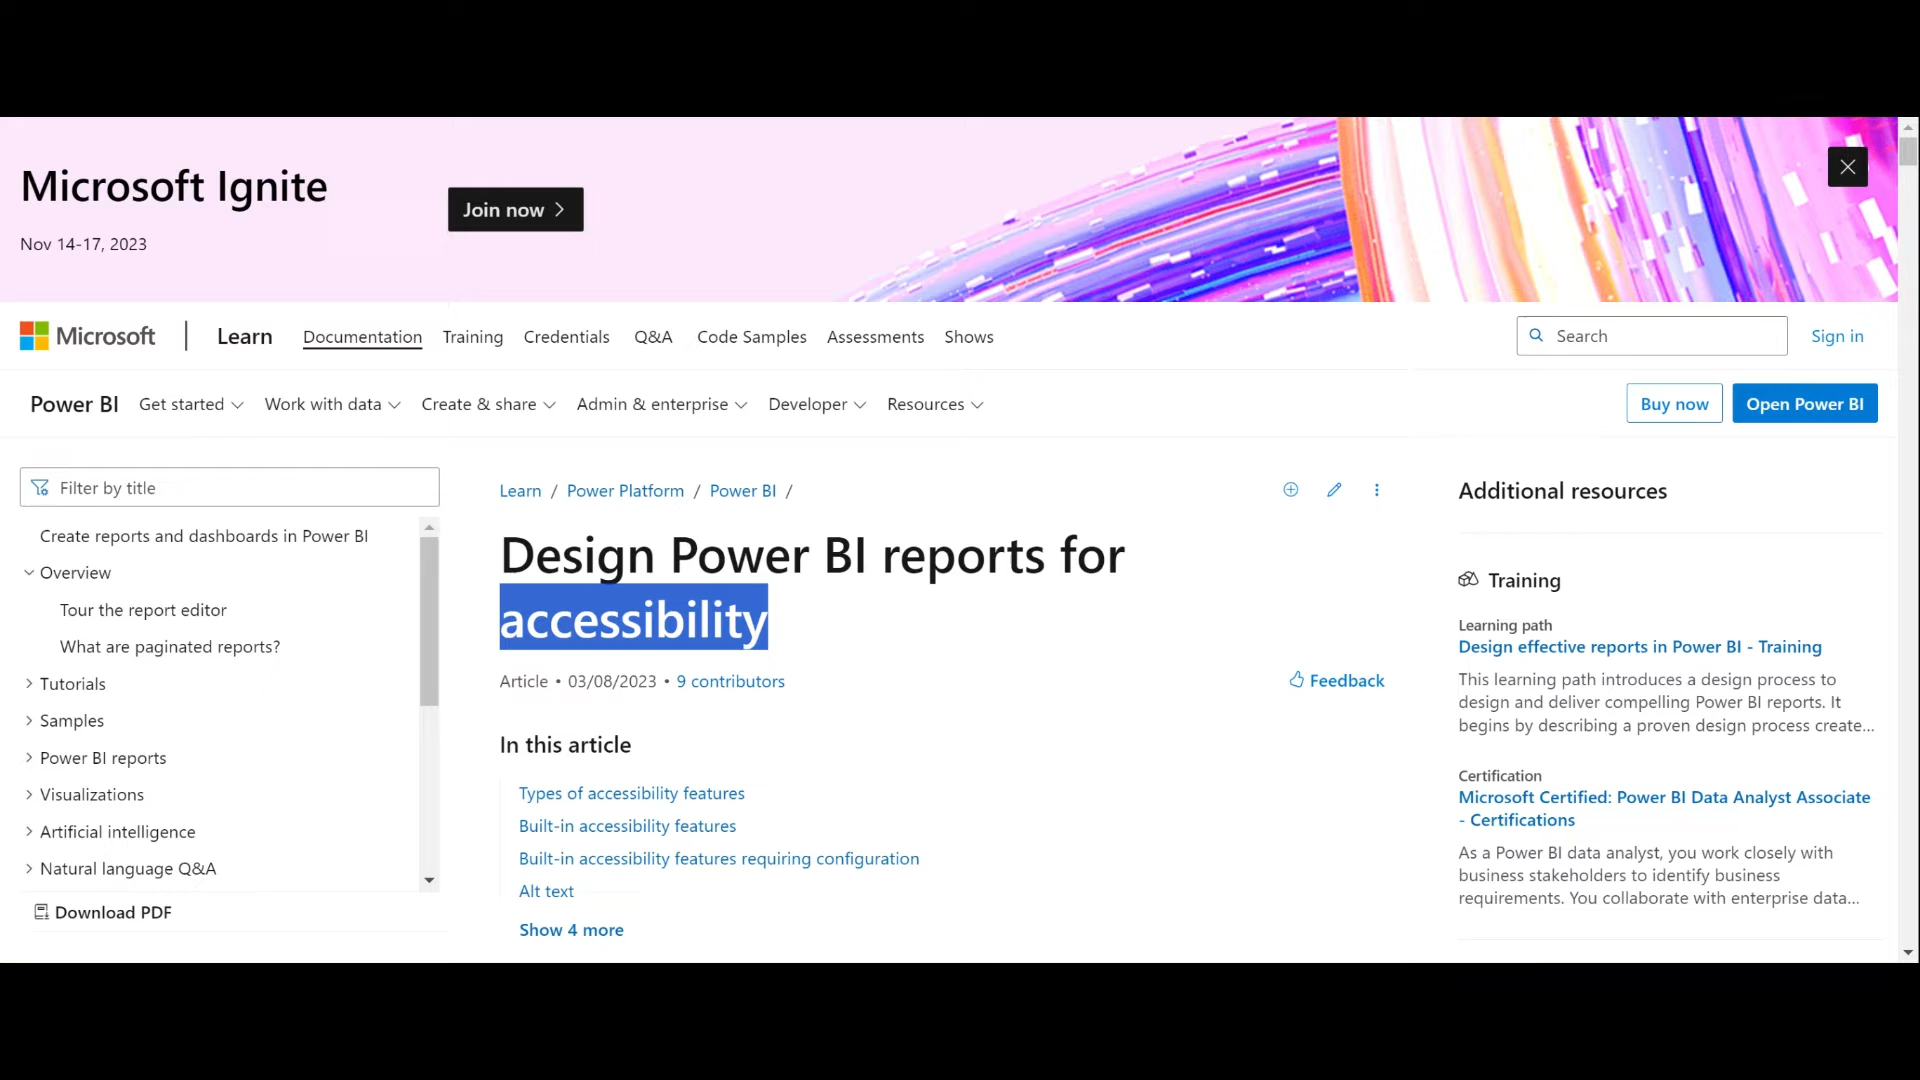 Microsoft Ignite
Nov 14-17, 2023
Join now
Microsoft
Learn
Documentation
Training
Credentials
Q&A
Code Samples
Assessments
Shows
Search
Sign in
Power BI
Get started
Work with data
Create & share
Admin & enterprise
Developer
Resources
Buy now
Open Power BI
Filter by title
Create reports and dashboards in Power BI
Overview
Tour the report editor
What are paginated reports?
Tutorials
Samples
Power BI reports
Visualizations
Artificial intelligence
Natural language Q&A
Download PDF
Learn / Power Platform / Power BI /
Design Power BI reports for
accessibility
Article • 03/08/2023 • 9 contributors
Feedback
In this article
Types of accessibility features
Built-in accessibility features
Built-in accessibility features requiring configuration
Alt text
Show 4 more
Additional resources
Training
Learning path
Design effective reports in Power BI - Training
This learning path introduces a design process to
design and deliver compelling Power BI reports. It
begins by describing a proven design process create...
Certification
Microsoft Certified: Power BI Data Analyst Associate
- Certifications
As a Power BI data analyst, you work closely with
business stakeholders to identify business
requirements. You collaborate with enterprise data...